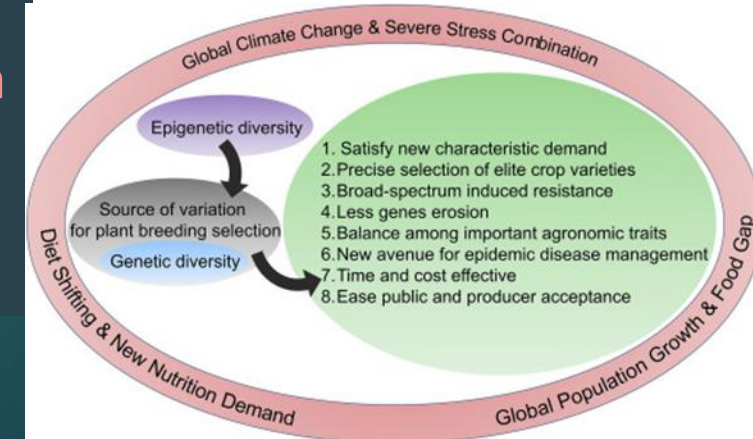 Global Climate Change & Severe Stress Combination
Epigenetic diversity
Source of variation
for plant breeding selection
Genetic diversity
1. Satisfy new characteristic demand
2.Precise selection of elite crop varieties
3.Broad-spectrum induced resistance
4.Less genes erosion
5.Balance among important agronomic traits
6.New avenue for epidemic disease management
7.Time and cost effective
8.Ease public and producer acceptance
Diet Shifting & New Nutrition Demand
Global Population Growth & Food Gap